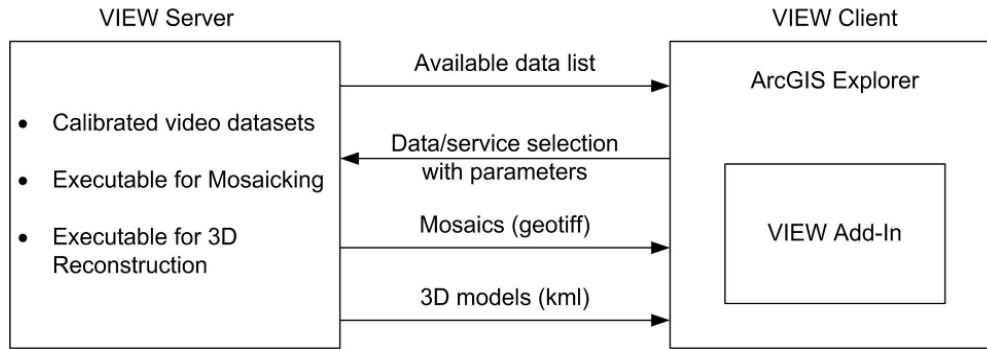 VIEW Server
VIEW Client
Available data list
ArcGIS Explorer
• Calibrated video datasets
Data/service selection
with parameters
• Executable for Mosaicking
Mosaics (geotiff)
VIEW Add-In
• Executable for 3D
Reconstruction
3D models (kml)